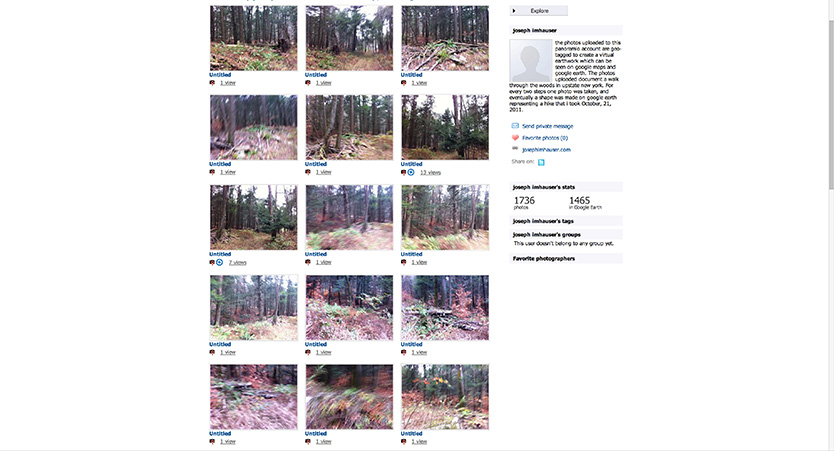 Explore
joseph imhauser
the photos uploaded to this
panoramio account are geo-
tagged to create a virtual
earthwork which can be
seen on google maps and
google earth. The photos
uploaded document a walk
through the woods in upstate new york. For
every two steps one photo was taken, and
eventually a shape was made on google earth
representing a hike that i took October, 21,
2011.
Send private message
Favorite photos (0)
josephimhauser.com
Share on:
joseph imhauser's stats
1736 1465
photos in Google Earth
joseph imhauser's tags
joseph imhauser's groups
This user doesn't belong to any group yet.
Favorite photographers
Untitled Untitled Untitled
1 view 1 view 1 view
Untitled Untitled Untitled
1 view 1 view 13 views
Untitled Untitled Untitled
2 views 1 view 1 view
Untitled Untitled Untitled
1 view 1 view 1 view
Untitled Untitled Untitled
1 view 1 view 1 view